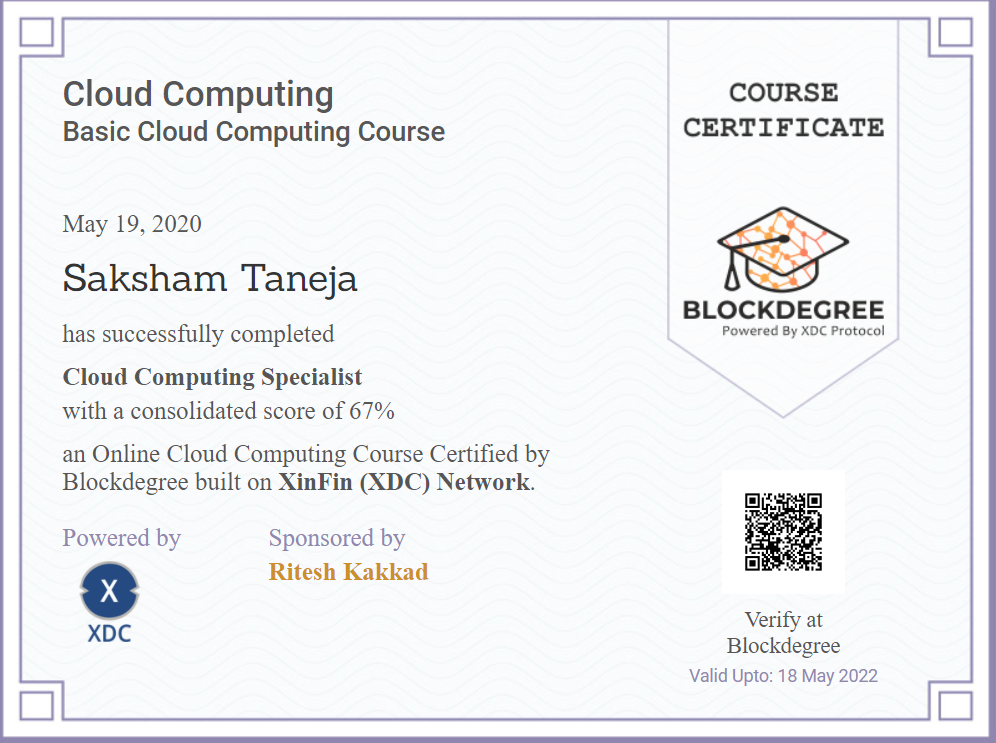 Cloud Computing
Basic Cloud Computing Course
May 19, 2020
Saksham Taneja
has successfully completed
Cloud Computing Specialist
with a consolidated score of 67%
an Online Cloud Computing Course Certified by
Blockdegree built on XinFin (XDC) Network.
Powered by
X
XDC
Sponsored by
Ritesh Kakkad
COURSE
CERTIFICATE
BLOCKDEGREE
Powered By XDC Protocol
Verify at
Blockdegree
Valid Upto: 18 May 2022